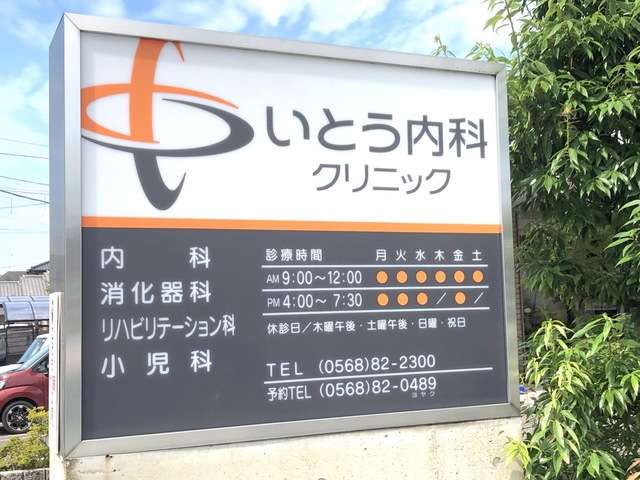 いとう内科
クリニック
内科
消化器科
リハビリテーション科
小児科
診療時間 月 火 水 木 金 土
AM 9:00〜12:00 ● ● ● ● ● ●
PM 4:00〜7:30 ● ● ● / ● /
休診日/木曜午後・土曜午後・日曜・祝日
TEL (0568)82-2300
予約TEL (0568)82-0489
ヨヤク